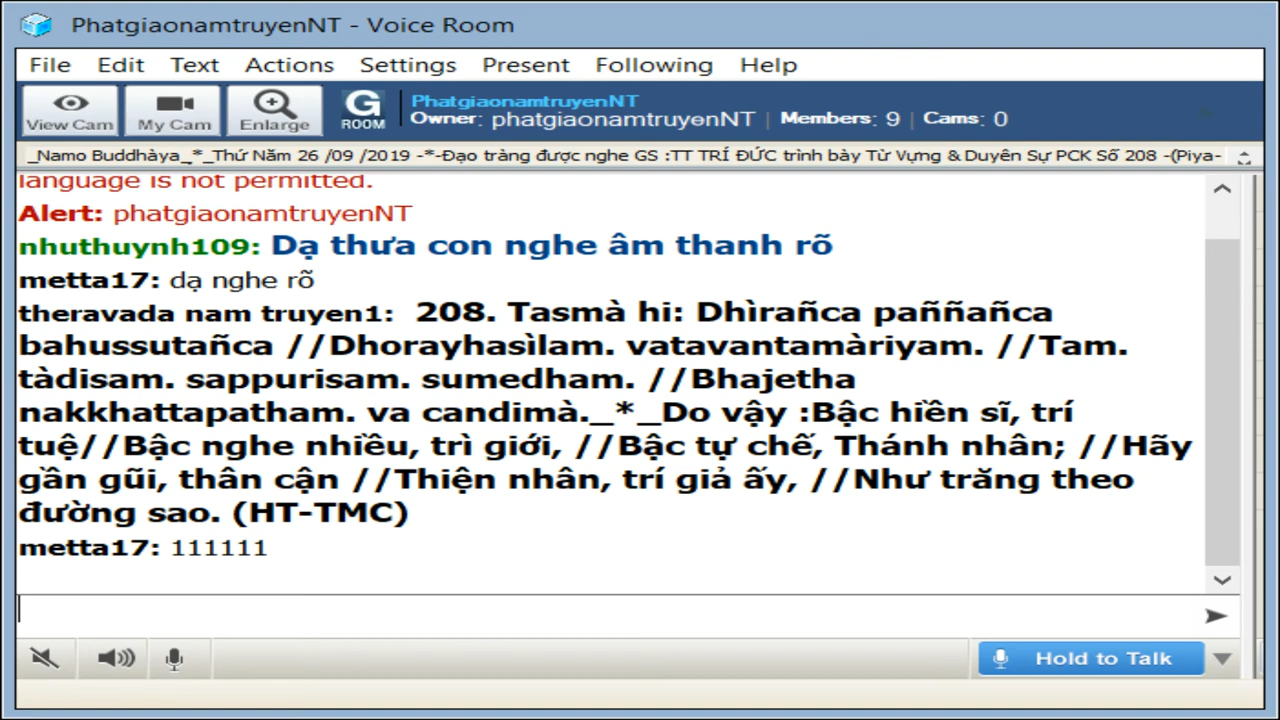 PhatgiaonamtruyenNT - Voice Room
File Edit Text Actions Settings Present Following Help
View Cam My Cam Enlarge G ROOM
PhatgiaonamtruyenNT
Owner: phatgiaonamtruyenNT | Members: 9 | Cams: 0
_Namo Buddhàya_*_Thứ Năm 26 /09 /2019 -*-Đạo tràng được nghe GS :TT TRÍ ĐỨC trình bày Từ Vựng & Duyên Sự PCK Số 208 -(Piya-
language is not permitted.
Alert: phatgiaonamtruyenNT
nhuthuynh109: Dạ thưa con nghe âm thanh rõ
metta17: dạ nghe rõ
theravada nam truyen1: 208. Tasmà hi: Dhìrañca paññañca
bahussutañca //Dhorayhasìlam. vatavantamàriyam. //Tam.
tàdisam. sappurisam. sumedham. //Bhajetha
nakkhattapatham. va candimà._*_Do vậy :Bậc hiền sĩ, trí
tuệ//Bậc nghe nhiều, trì giới, //Bậc tự chế, Thánh nhân; //Hãy
gần gũi, thân cận //Thiện nhân, trí giả ấy, //Như trăng theo
đường sao. (HT-TMC)
metta17: 111111
Hold to Talk